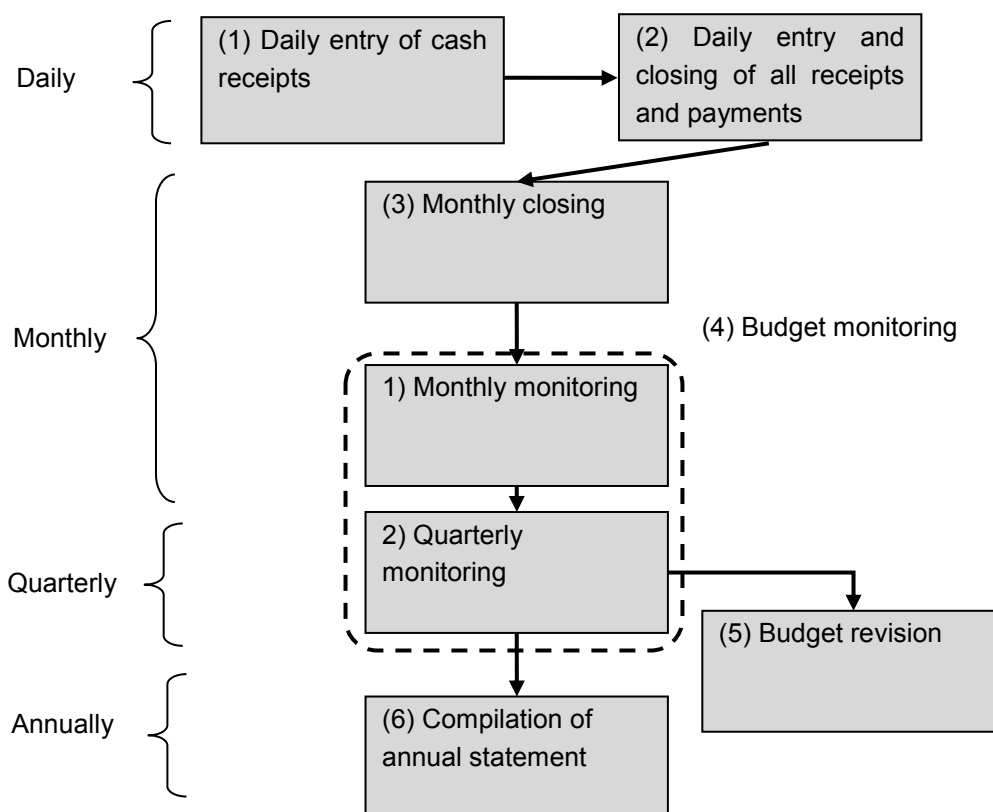 Daily
(1) Daily entry of cash
receipts
(2) Daily entry and
closing of all receipts
and payments
Monthly
(3) Monthly closing
(4) Budget monitoring
1) Monthly monitoring
Quarterly
2) Quarterly
monitoring
(5) Budget revision
Annually
(6) Compilation of
annual statement